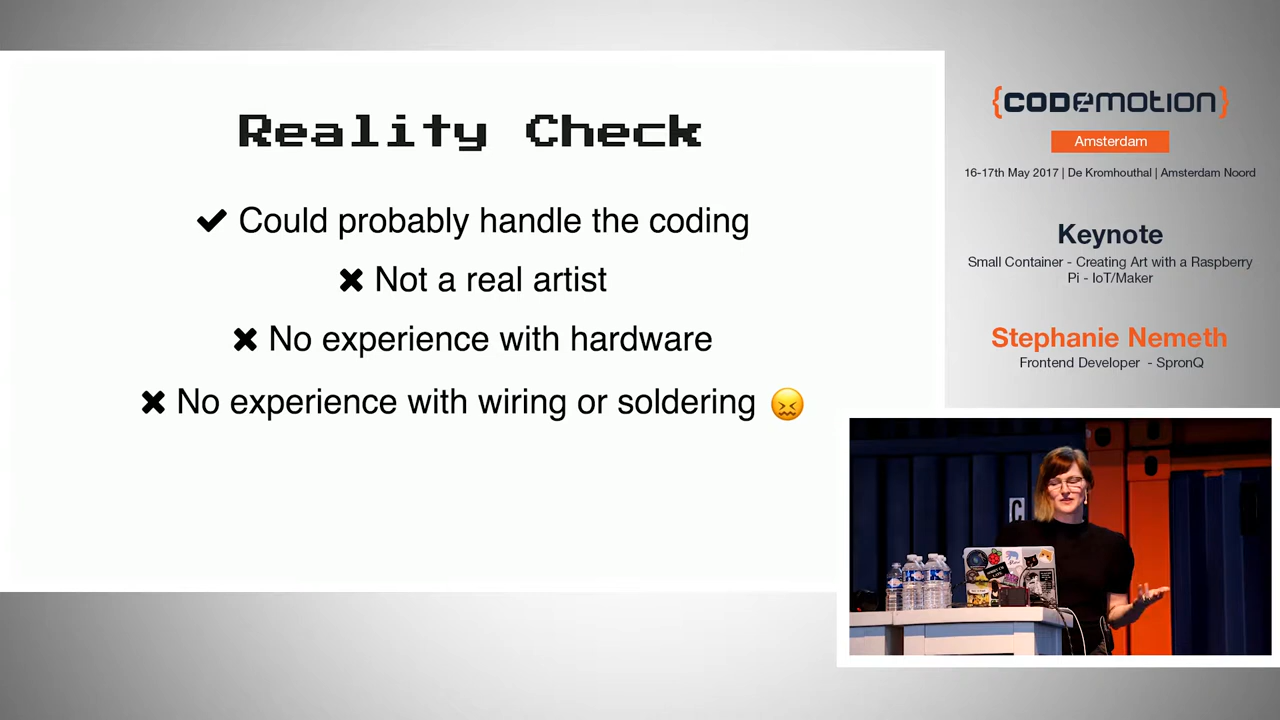 Reality Check
✔ Could probably handle the coding
✖ Not a real artist
✖ No experience with hardware
✖ No experience with wiring or soldering 😖
{CODEMOTION}
Amsterdam
16-17th May 2017 | De Kromhouthal | Amsterdam Noord
Keynote
Small Container - Creating Art with a Raspberry
Pi - IoT/Maker
Stephanie Nemeth
Frontend Developer - SpronQ
C